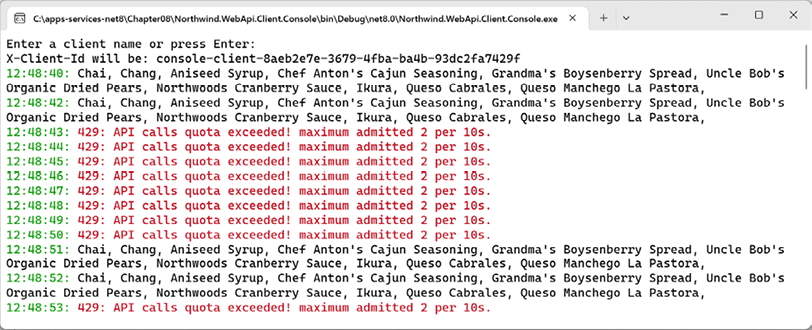 C:\apps-services-net8\Chapter08\Northwind.WebApi.Client.Console\bin\Debug\net8.0\Northwind.WebApi.Client.Console.exe
Enter a client name or press Enter:
X-Client-Id will be: console-client-8aeb2e7e-3679-4fba-ba4b-93dc2fa7429f
12:48:40: Chai, Chang, Aniseed Syrup, Chef Anton's Cajun Seasoning, Grandma's Boysenberry Spread, Uncle Bob's
Organic Dried Pears, Northwoods Cranberry Sauce, Ikura, Queso Cabrales, Queso Manchego La Pastora,
12:48:42: Chai, Chang, Aniseed Syrup, Chef Anton's Cajun Seasoning, Grandma's Boysenberry Spread, Uncle Bob's
Organic Dried Pears, Northwoods Cranberry Sauce, Ikura, Queso Cabrales, Queso Manchego La Pastora,
12:48:43: 429: API calls quota exceeded! maximum admitted 2 per 10s.
12:48:44: 429: API calls quota exceeded! maximum admitted 2 per 10s.
12:48:45: 429: API calls quota exceeded! maximum admitted 2 per 10s.
12:48:46: 429: API calls quota exceeded! maximum admitted 2 per 10s.
12:48:47: 429: API calls quota exceeded! maximum admitted 2 per 10s.
12:48:48: 429: API calls quota exceeded! maximum admitted 2 per 10s.
12:48:49: 429: API calls quota exceeded! maximum admitted 2 per 10s.
12:48:50: 429: API calls quota exceeded! maximum admitted 2 per 10s.
12:48:51: Chai, Chang, Aniseed Syrup, Chef Anton's Cajun Seasoning, Grandma's Boysenberry Spread, Uncle Bob's
Organic Dried Pears, Northwoods Cranberry Sauce, Ikura, Queso Cabrales, Queso Manchego La Pastora,
12:48:52: Chai, Chang, Aniseed Syrup, Chef Anton's Cajun Seasoning, Grandma's Boysenberry Spread, Uncle Bob's
Organic Dried Pears, Northwoods Cranberry Sauce, Ikura, Queso Cabrales, Queso Manchego La Pastora,
12:48:53: 429: API calls quota exceeded! maximum admitted 2 per 10s.